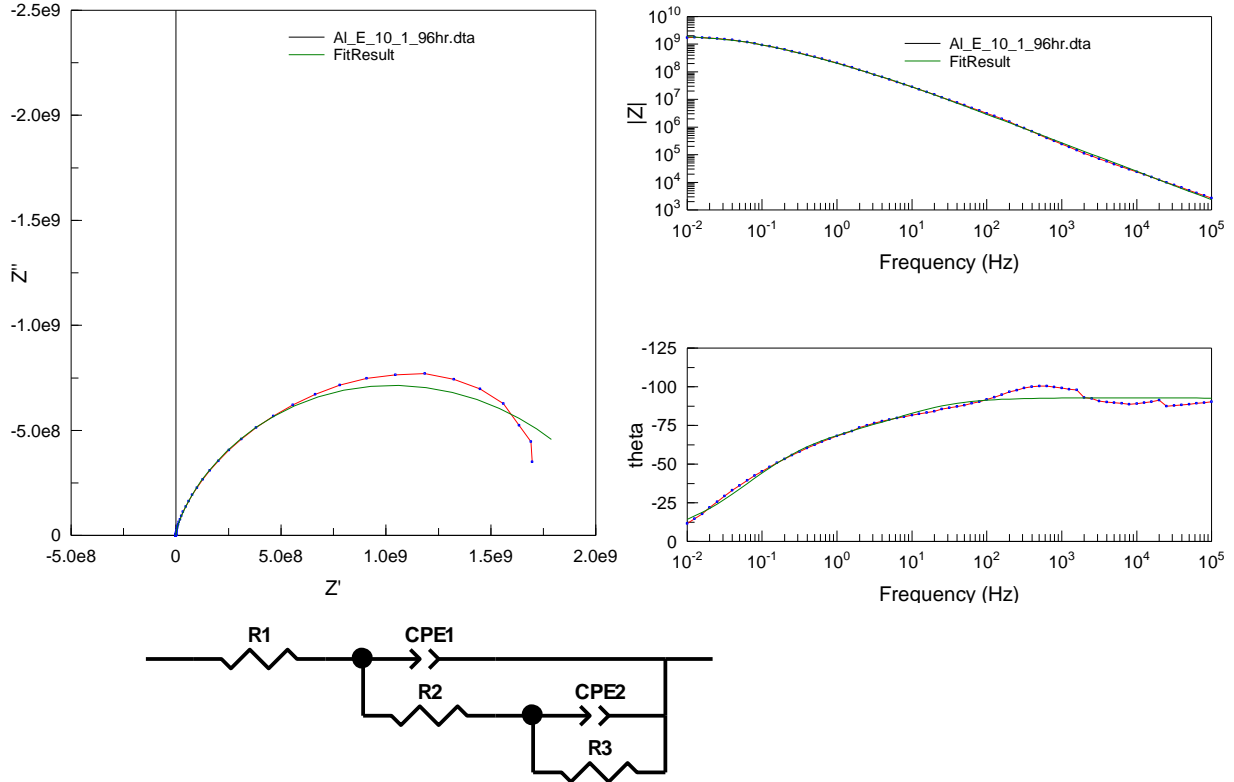 -2.5e9
-2.0e9
-1.5e9
-1.0e9
-5.0e8
0
Z''
Al_E_10_1_96hr.dta
FitResult
-5.0e8
0
5.0e8
1.0e9
1.5e9
2.0e9
Z'
10^10
10^9
10^8
10^7
10^6
10^5
10^4
10^3
|Z|
Al_E_10_1_96hr.dta
FitResult
10^-2
10^-1
10^0
10^1
10^2
10^3
10^4
10^5
Frequency (Hz)
-125
-100
-75
-50
-25
0
theta
10^-2
10^-1
10^0
10^1
10^2
10^3
10^4
10^5
Frequency (Hz)
R1
CPE1
R2
CPE2
R3